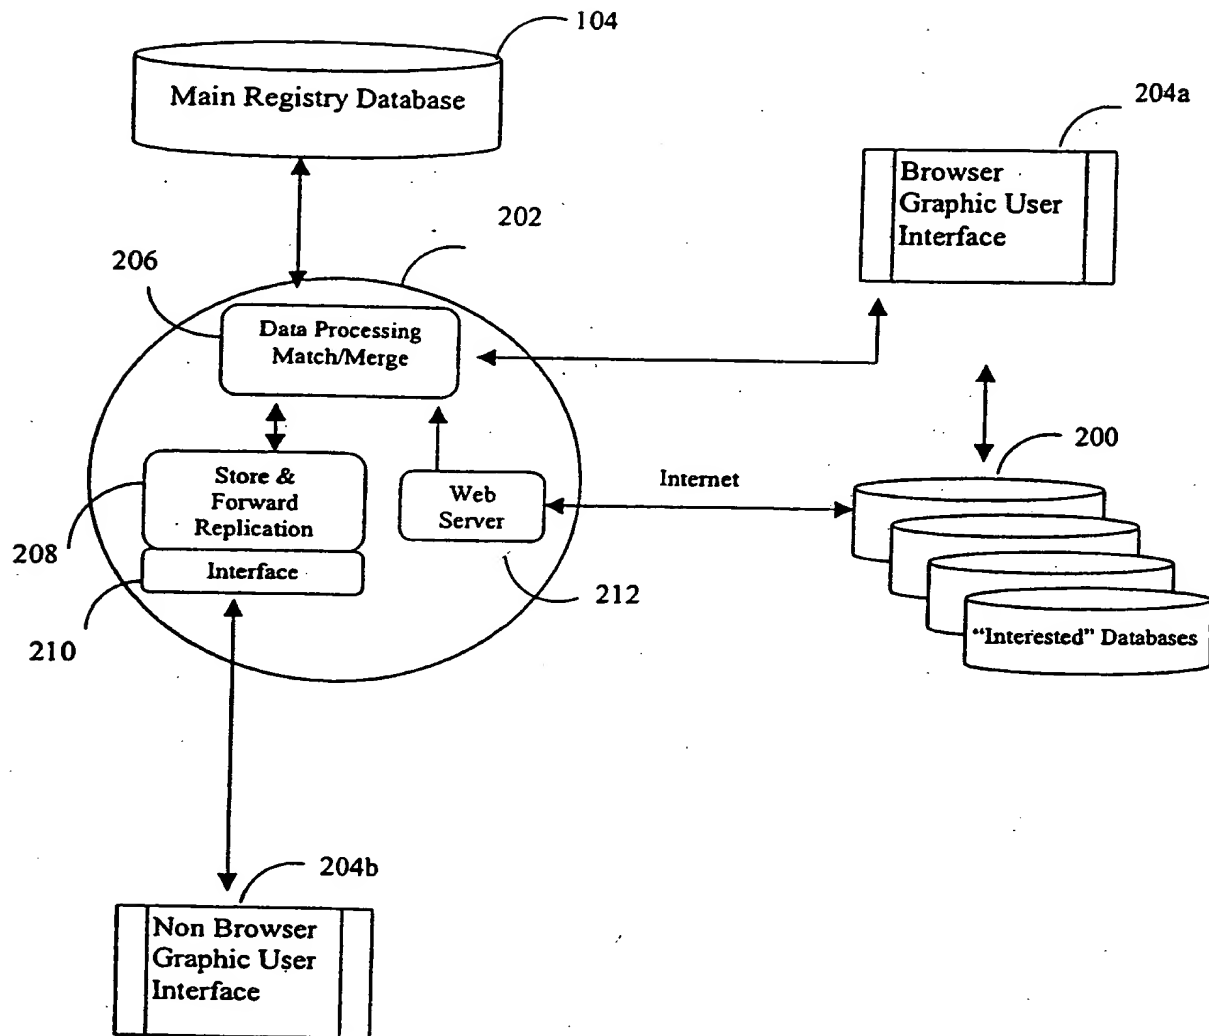 104
Main Registry Database
204a
Browser
Graphic User
Interface
202
206
Data Processing
Match/Merge
200
Store &
Forward
Replication
Web
Server
Internet
208
Interface
212
210
"Interested" Databases
204b
Non Browser
Graphic User
Interface